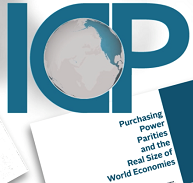 ICP
Purchasing
Power
Parities
and the
Real Size of
World Economies